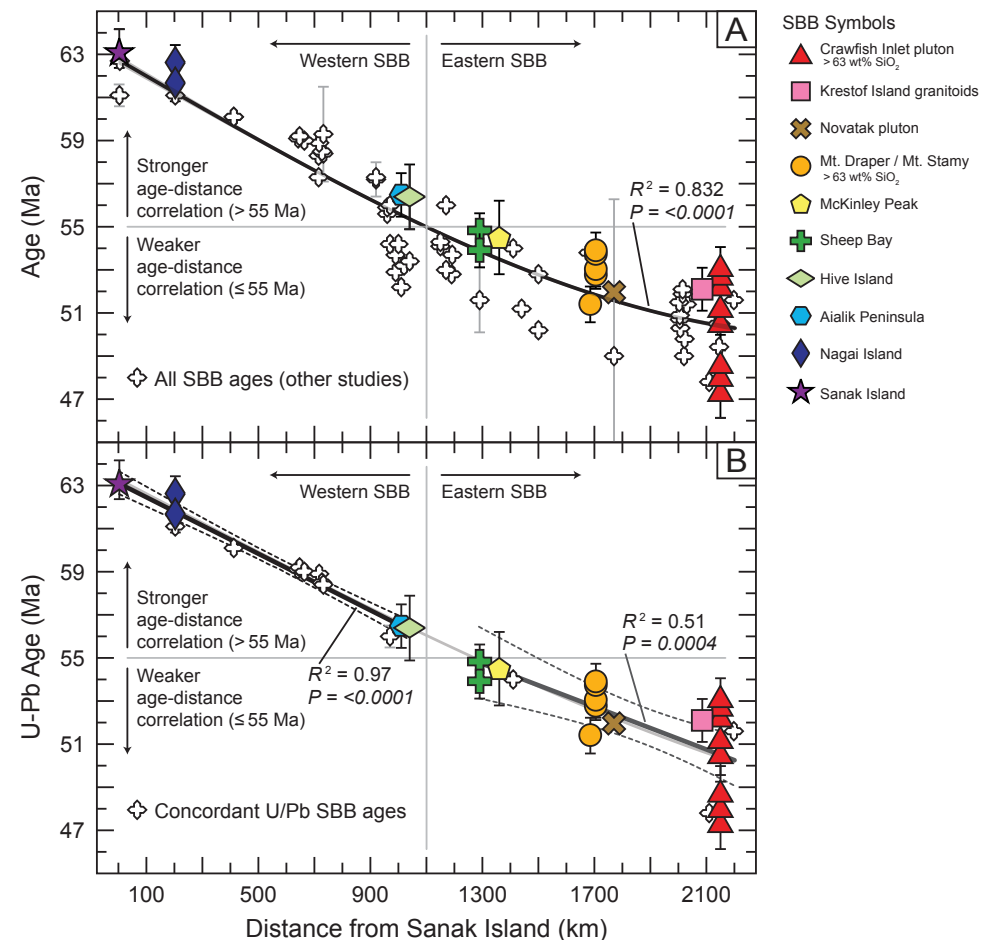 A
Western SBB
Eastern SBB
63
59
55
51
47
Age (Ma)
Stronger
age-distance
correlation (> 55 Ma)
Weaker
age-distance
correlation (≤ 55 Ma)
R² = 0.832
P = <0.0001
All SBB ages (other studies)
B
Western SBB
Eastern SBB
63
59
55
51
47
U-Pb Age (Ma)
Stronger
age-distance
correlation (> 55 Ma)
Weaker
age-distance
correlation (≤ 55 Ma)
R² = 0.97
P = <0.0001
R² = 0.51
P = 0.0004
Concordant U/Pb SBB ages
100 500 900 1300 1700 2100
Distance from Sanak Island (km)
SBB Symbols
Crawfish Inlet pluton
> 63 wt% SiO₂
Krestof Island granitoids
Novatak pluton
Mt. Draper / Mt. Stamy
> 63 wt% SiO₂
McKinley Peak
Sheep Bay
Hive Island
Aialik Peninsula
Nagai Island
Sanak Island